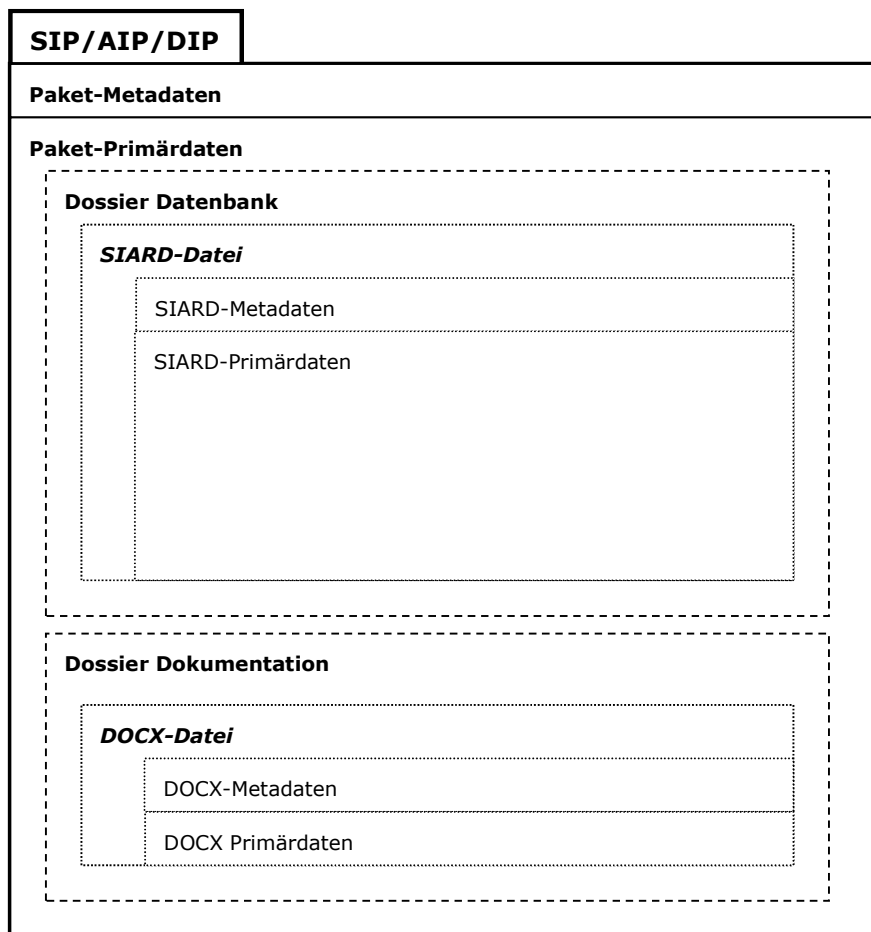 SIP/AIP/DIP
Paket-Metadaten
Paket-Primärdaten
Dossier Datenbank
SIARD-Datei
SIARD-Metadaten
SIARD-Primärdaten
Dossier Dokumentation
DOCX-Datei
DOCX-Metadaten
DOCX Primärdaten